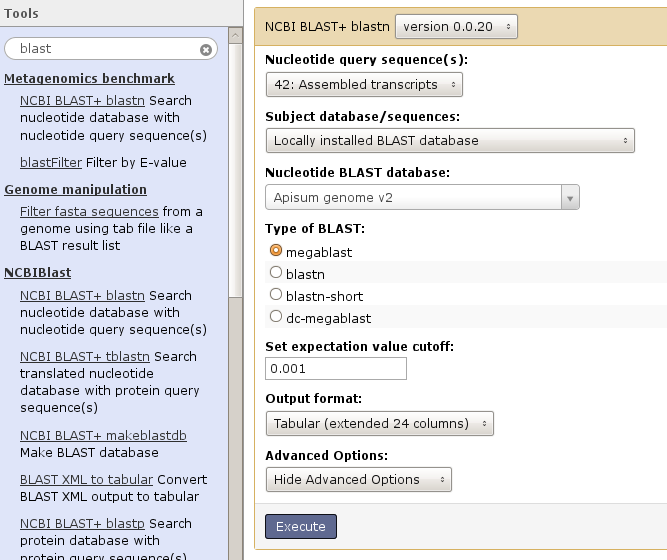 Tools
blast
Metagenomics benchmark
NCBI BLAST+ blastn Search
nucleotide database with
nucleotide query sequence(s)
blastFilter Filter by E-value
Genome manipulation
Filter fasta sequences from a
genome using tab file like a
BLAST result list
NCBIBlast
NCBI BLAST+ blastn Search
nucleotide database with
nucleotide query sequence(s)
NCBI BLAST+ tblastn Search
translated nucleotide
database with protein query
sequence(s)
NCBI BLAST+ makeblastdb
Make BLAST database
BLAST XML to tabular Convert
BLAST XML output to tabular
NCBI BLAST+ blastp Search
protein database with
protein query sequence(s)
NCBI BLAST+ blastn version 0.0.20
Nucleotide query sequence(s):
42: Assembled transcripts
Subject database/sequences:
Locally installed BLAST database
Nucleotide BLAST database:
Apisum genome v2
Type of BLAST:
megablast
blastn
blastn-short
dc-megablast
Set expectation value cutoff:
0.001
Output format:
Tabular (extended 24 columns)
Advanced Options:
Hide Advanced Options
Execute